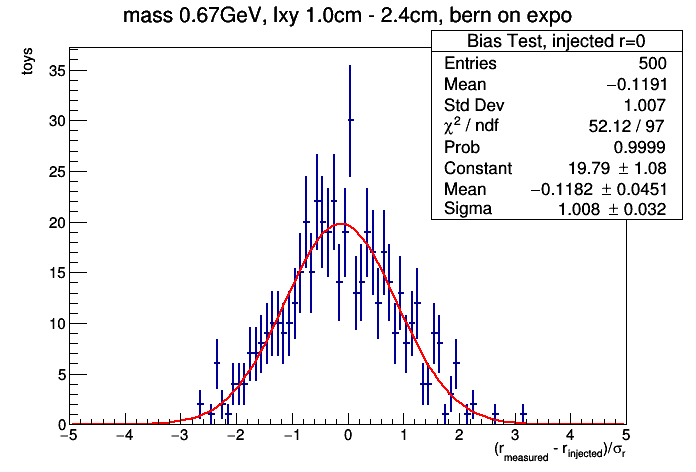 mass 0.67GeV, lxy 1.0cm - 2.4cm, bern on expo
Bias Test, injected r=0
Entries 500
Mean −0.1191
Std Dev 1.007
χ² / ndf 52.12 / 97
Prob 0.9999
Constant 19.79 ± 1.08
Mean −0.1182 ± 0.0451
Sigma 1.008 ± 0.032
toys
35
30
25
20
15
10
5
0
−5 −4 −3 −2 −1 0 1 2 3 4 5
(r_measured - r_injected)/σ_r